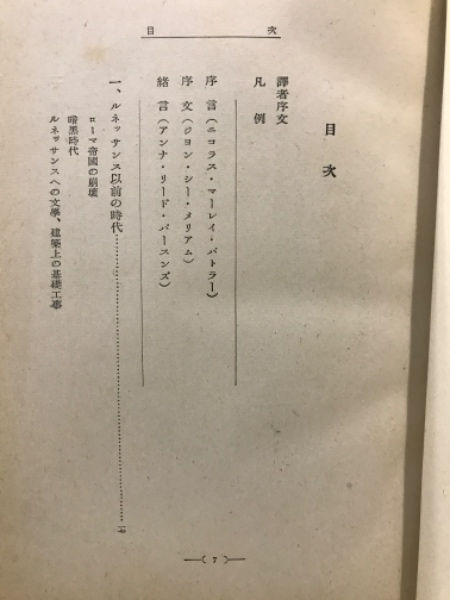 目次
目次
譯者序文
凡例
序言(ニコラス・マーレイ・バトラー)
序文(ジョン・シー・メリアム)
緒言(アンナ・リード・パースンズ)
一、ルネッサンス以前の時代
ローマ帝國の崩壞
暗黑時代
ルネッサンスへの文學、建築上の基礎工事
7